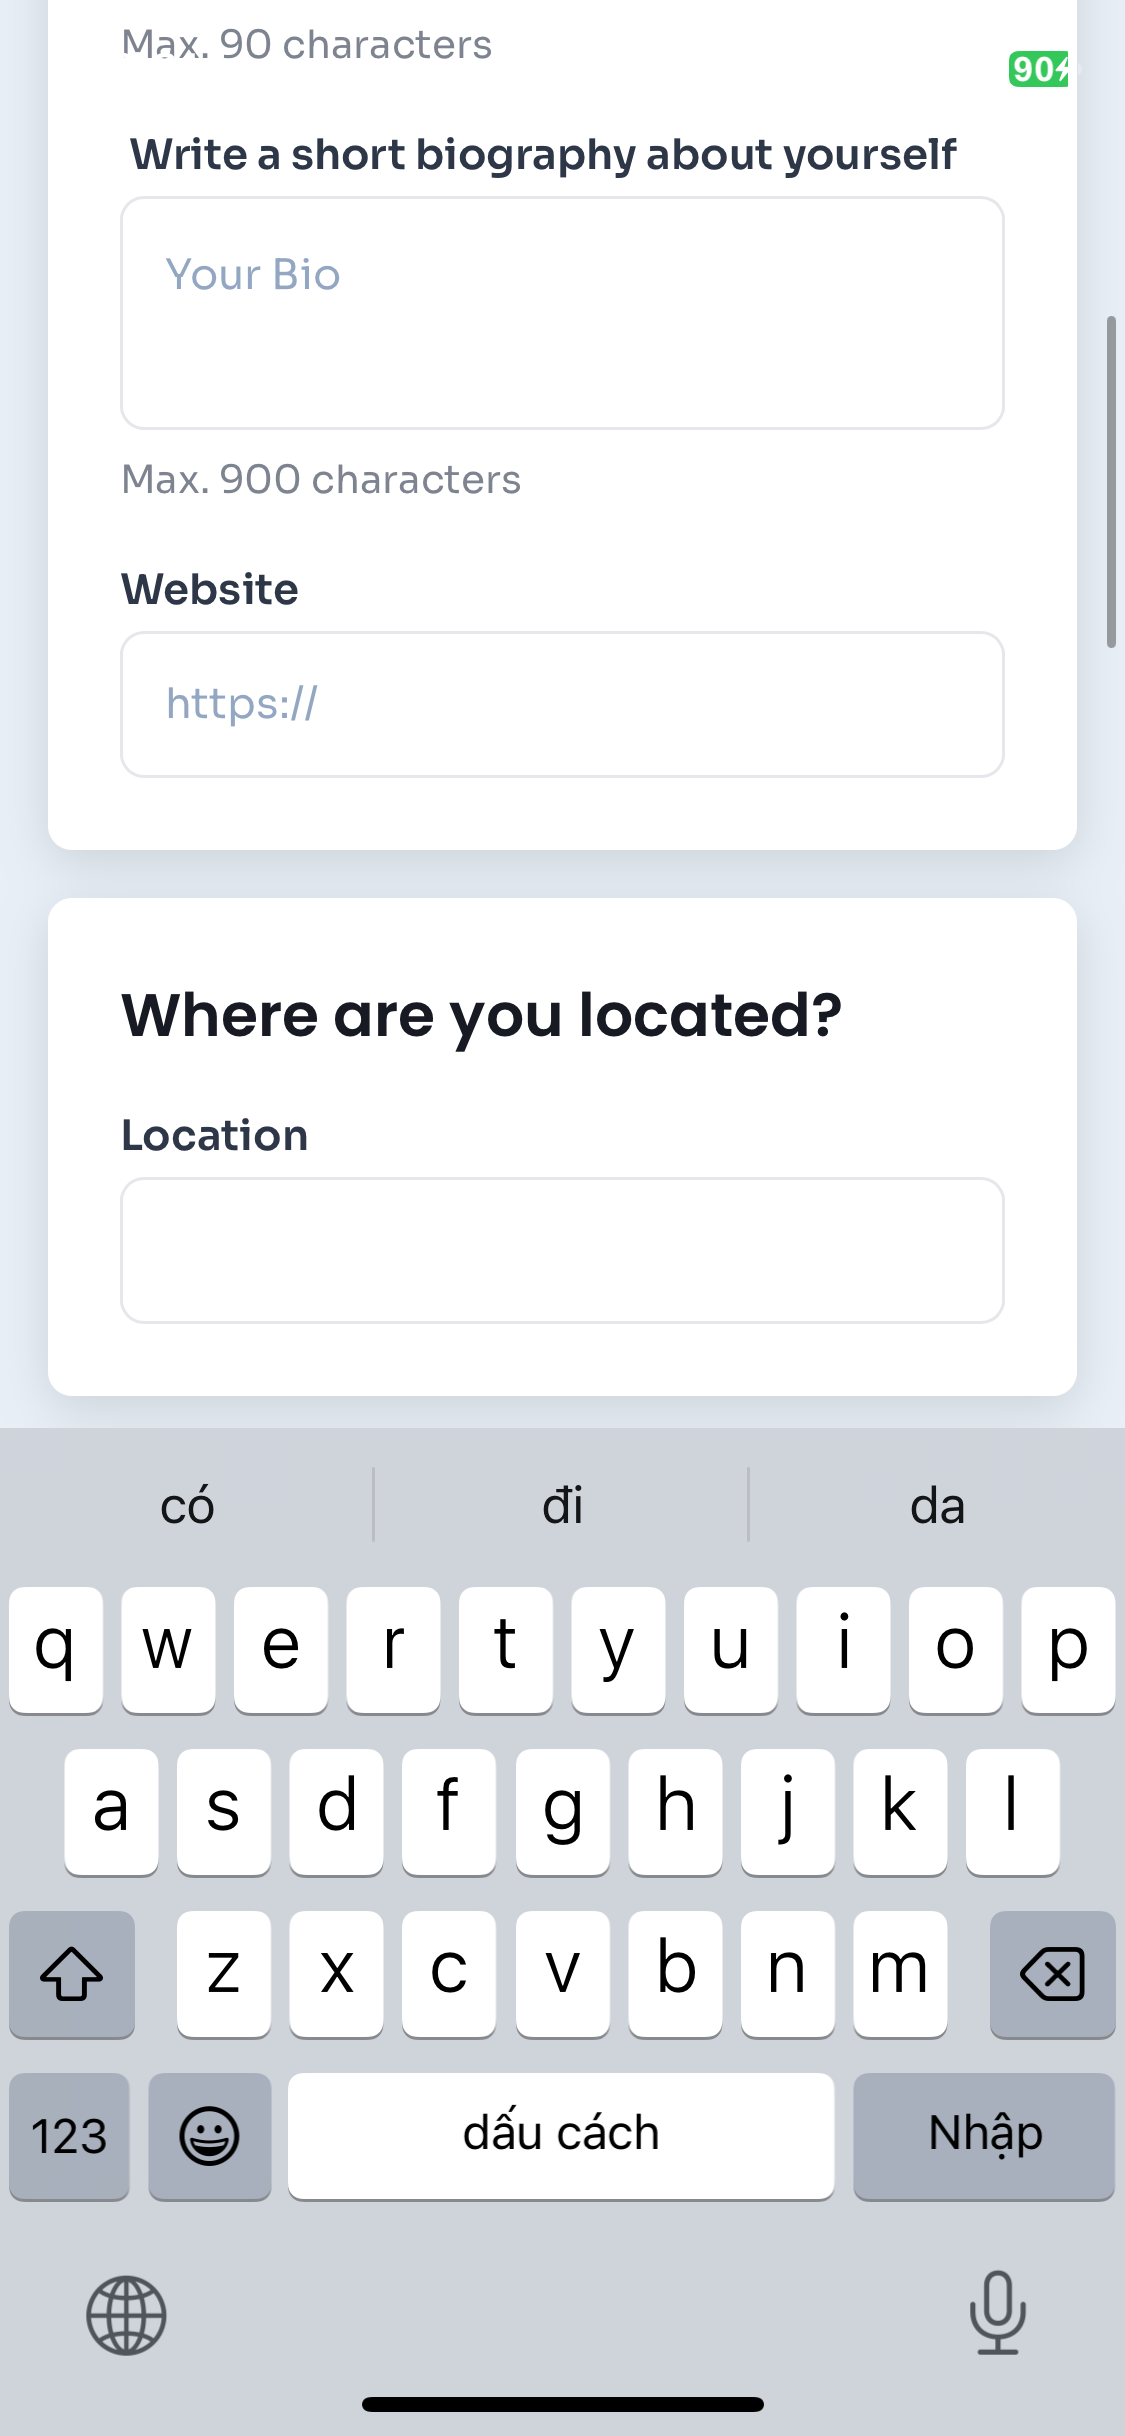 Max. 90 characters
90
Write a short biography about yourself
Your Bio
Max. 900 characters
Website
https://
Where are you located?
Location
có đi da
q w e r t y u i o p
a s d f g h j k l
z x c v b n m
123 dấu cách Nhập